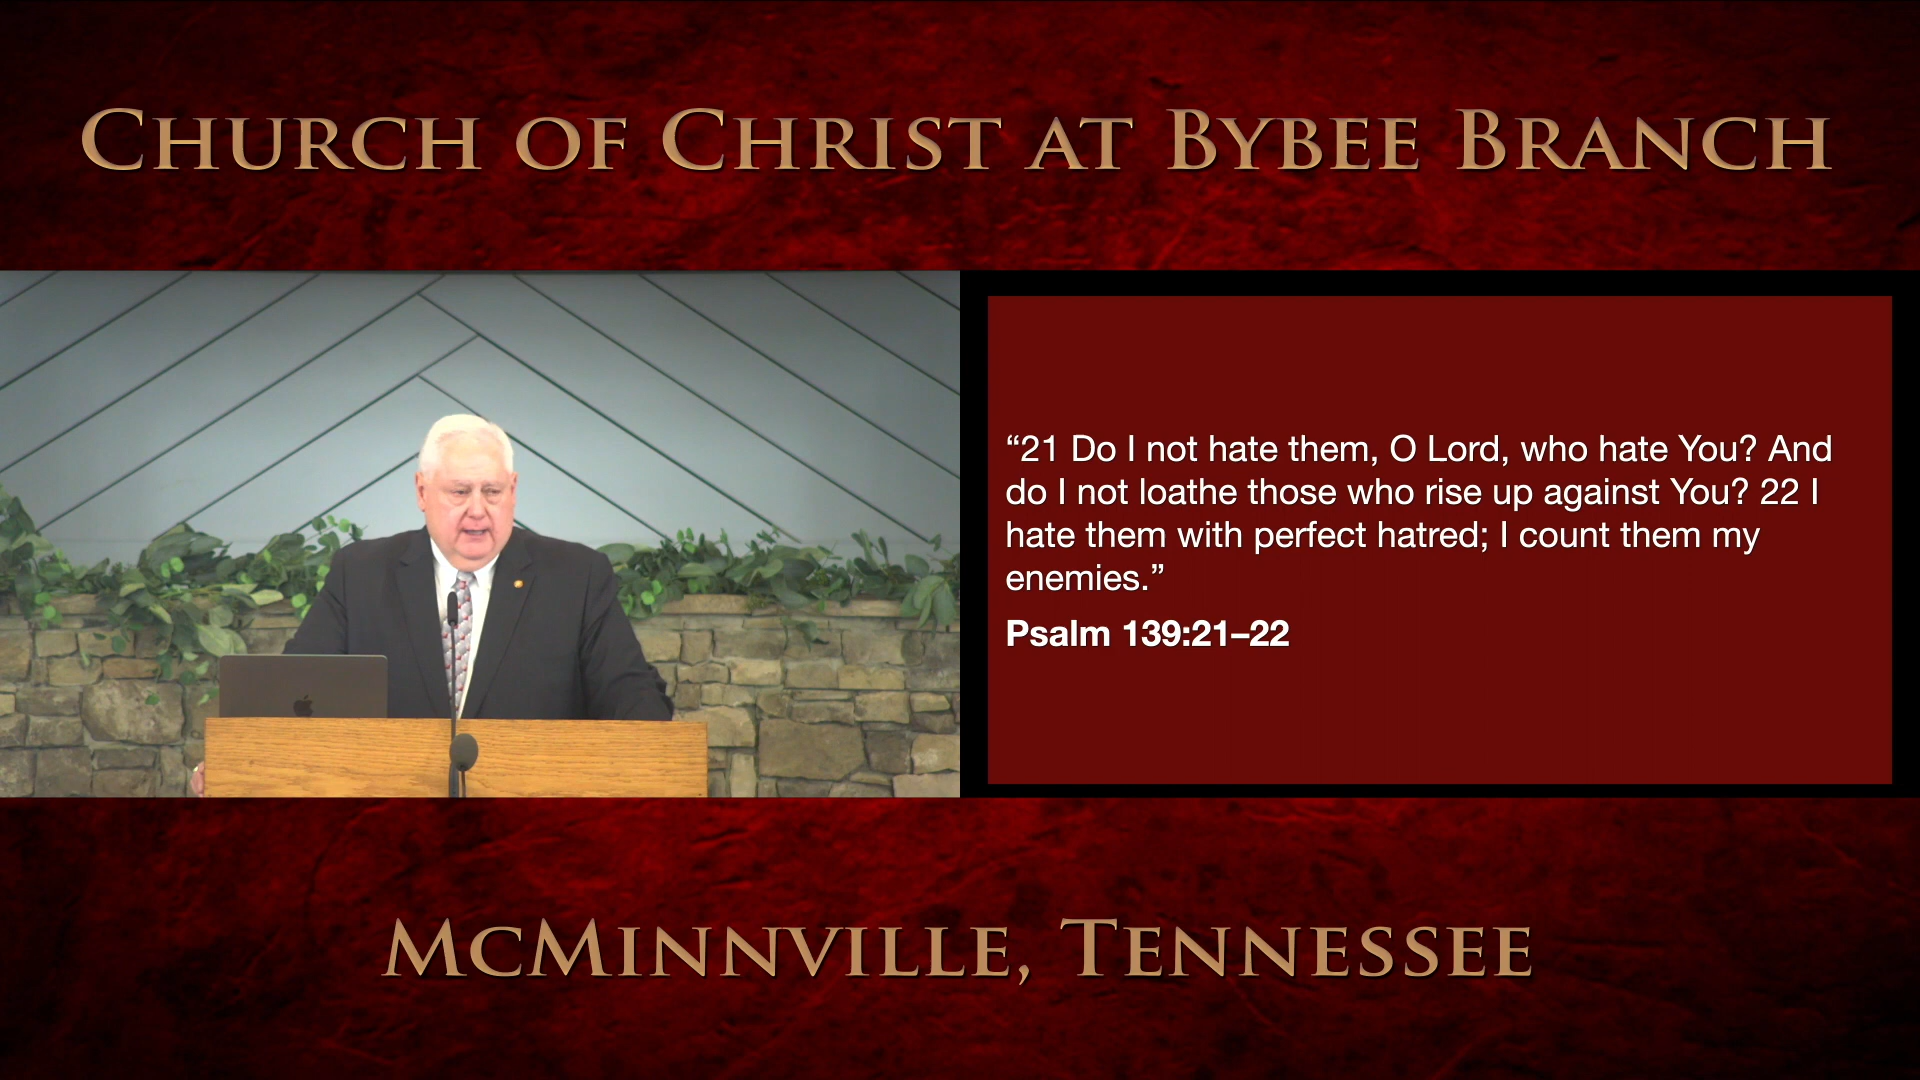 CHURCH OF CHRIST AT BYBEE BRANCH
“21 Do I not hate them, O Lord, who hate You? And
do I not loathe those who rise up against You? 22 I
hate them with perfect hatred; I count them my
enemies.”
Psalm 139:21–22
MCMINNVILLE, TENNESSEE